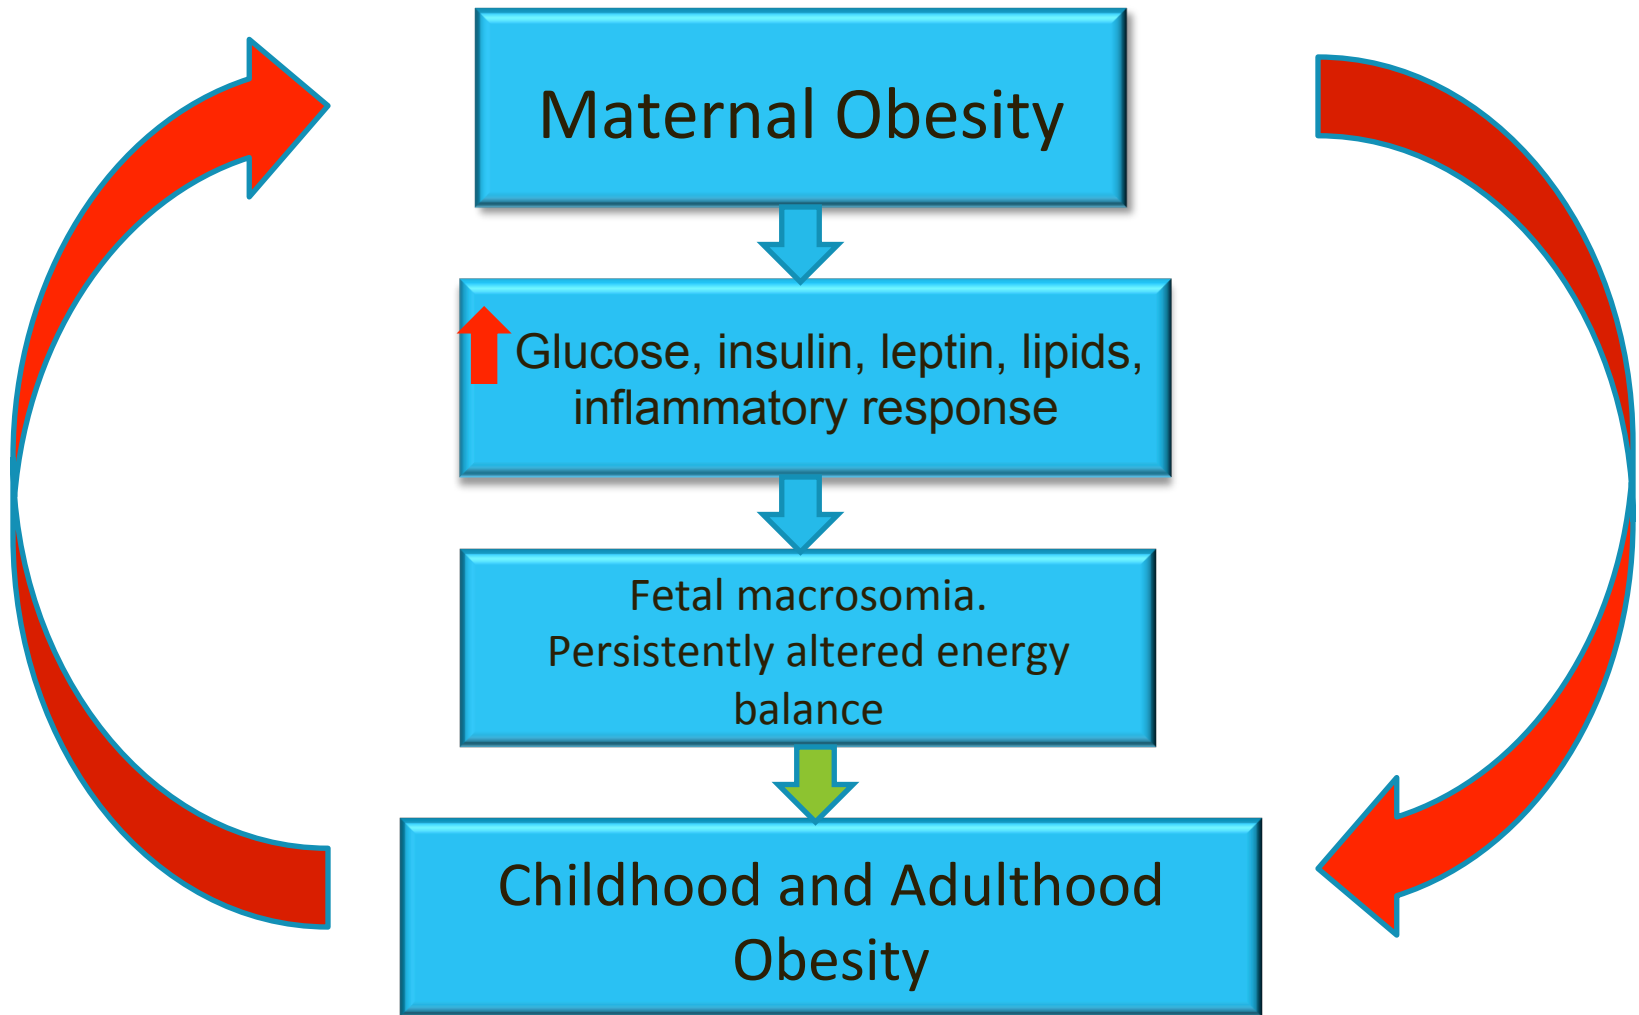 Maternal Obesity
Glucose, insulin, leptin, lipids,
inflammatory response
Fetal macrosomia.
Persistently altered energy
balance
Childhood and Adulthood
Obesity